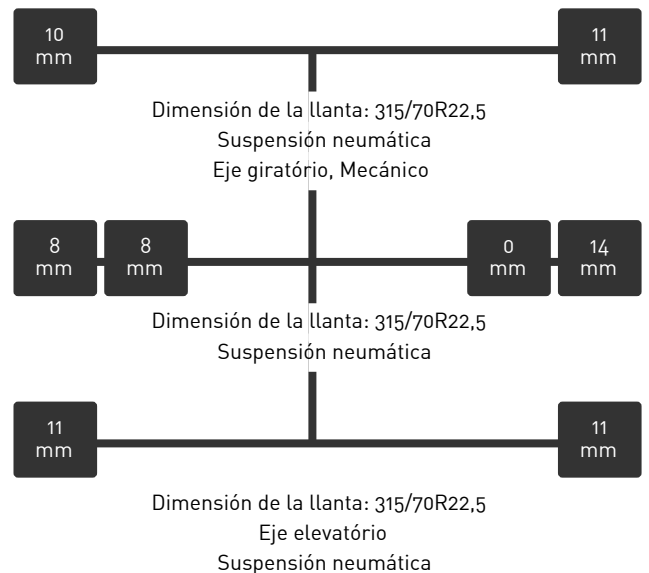 10 mm 11 mm
Dimensión de la llanta: 315/70R22,5
Suspensión neumática
Eje giratório, Mecánico
8 mm 8 mm 0 mm 14 mm
Dimensión de la llanta: 315/70R22,5
Suspensión neumática
11 mm 11 mm
Dimensión de la llanta: 315/70R22,5
Eje elevatório
Suspensión neumática